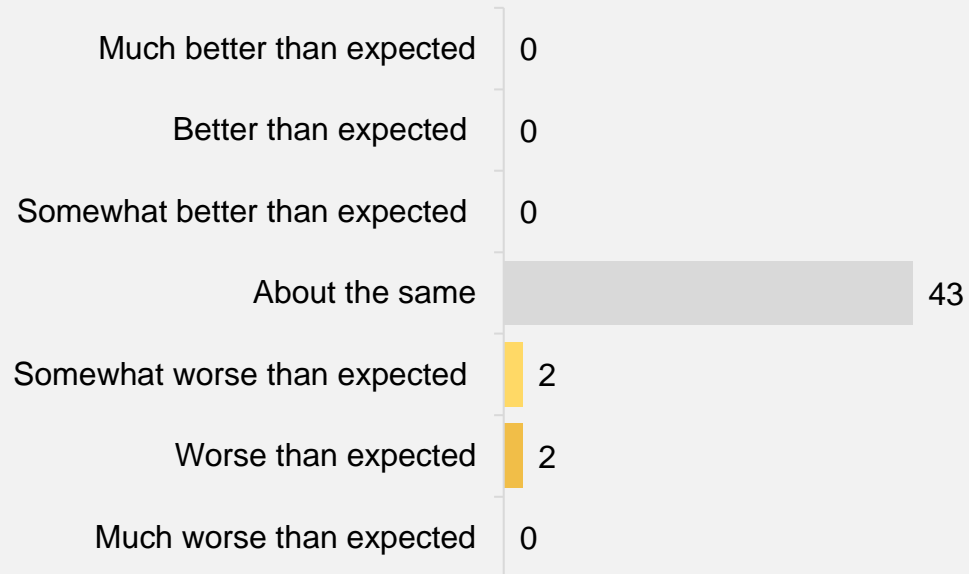 Much better than expected 0
Better than expected 0
Somewhat better than expected 0
About the same 43
Somewhat worse than expected 2
Worse than expected 2
Much worse than expected 0